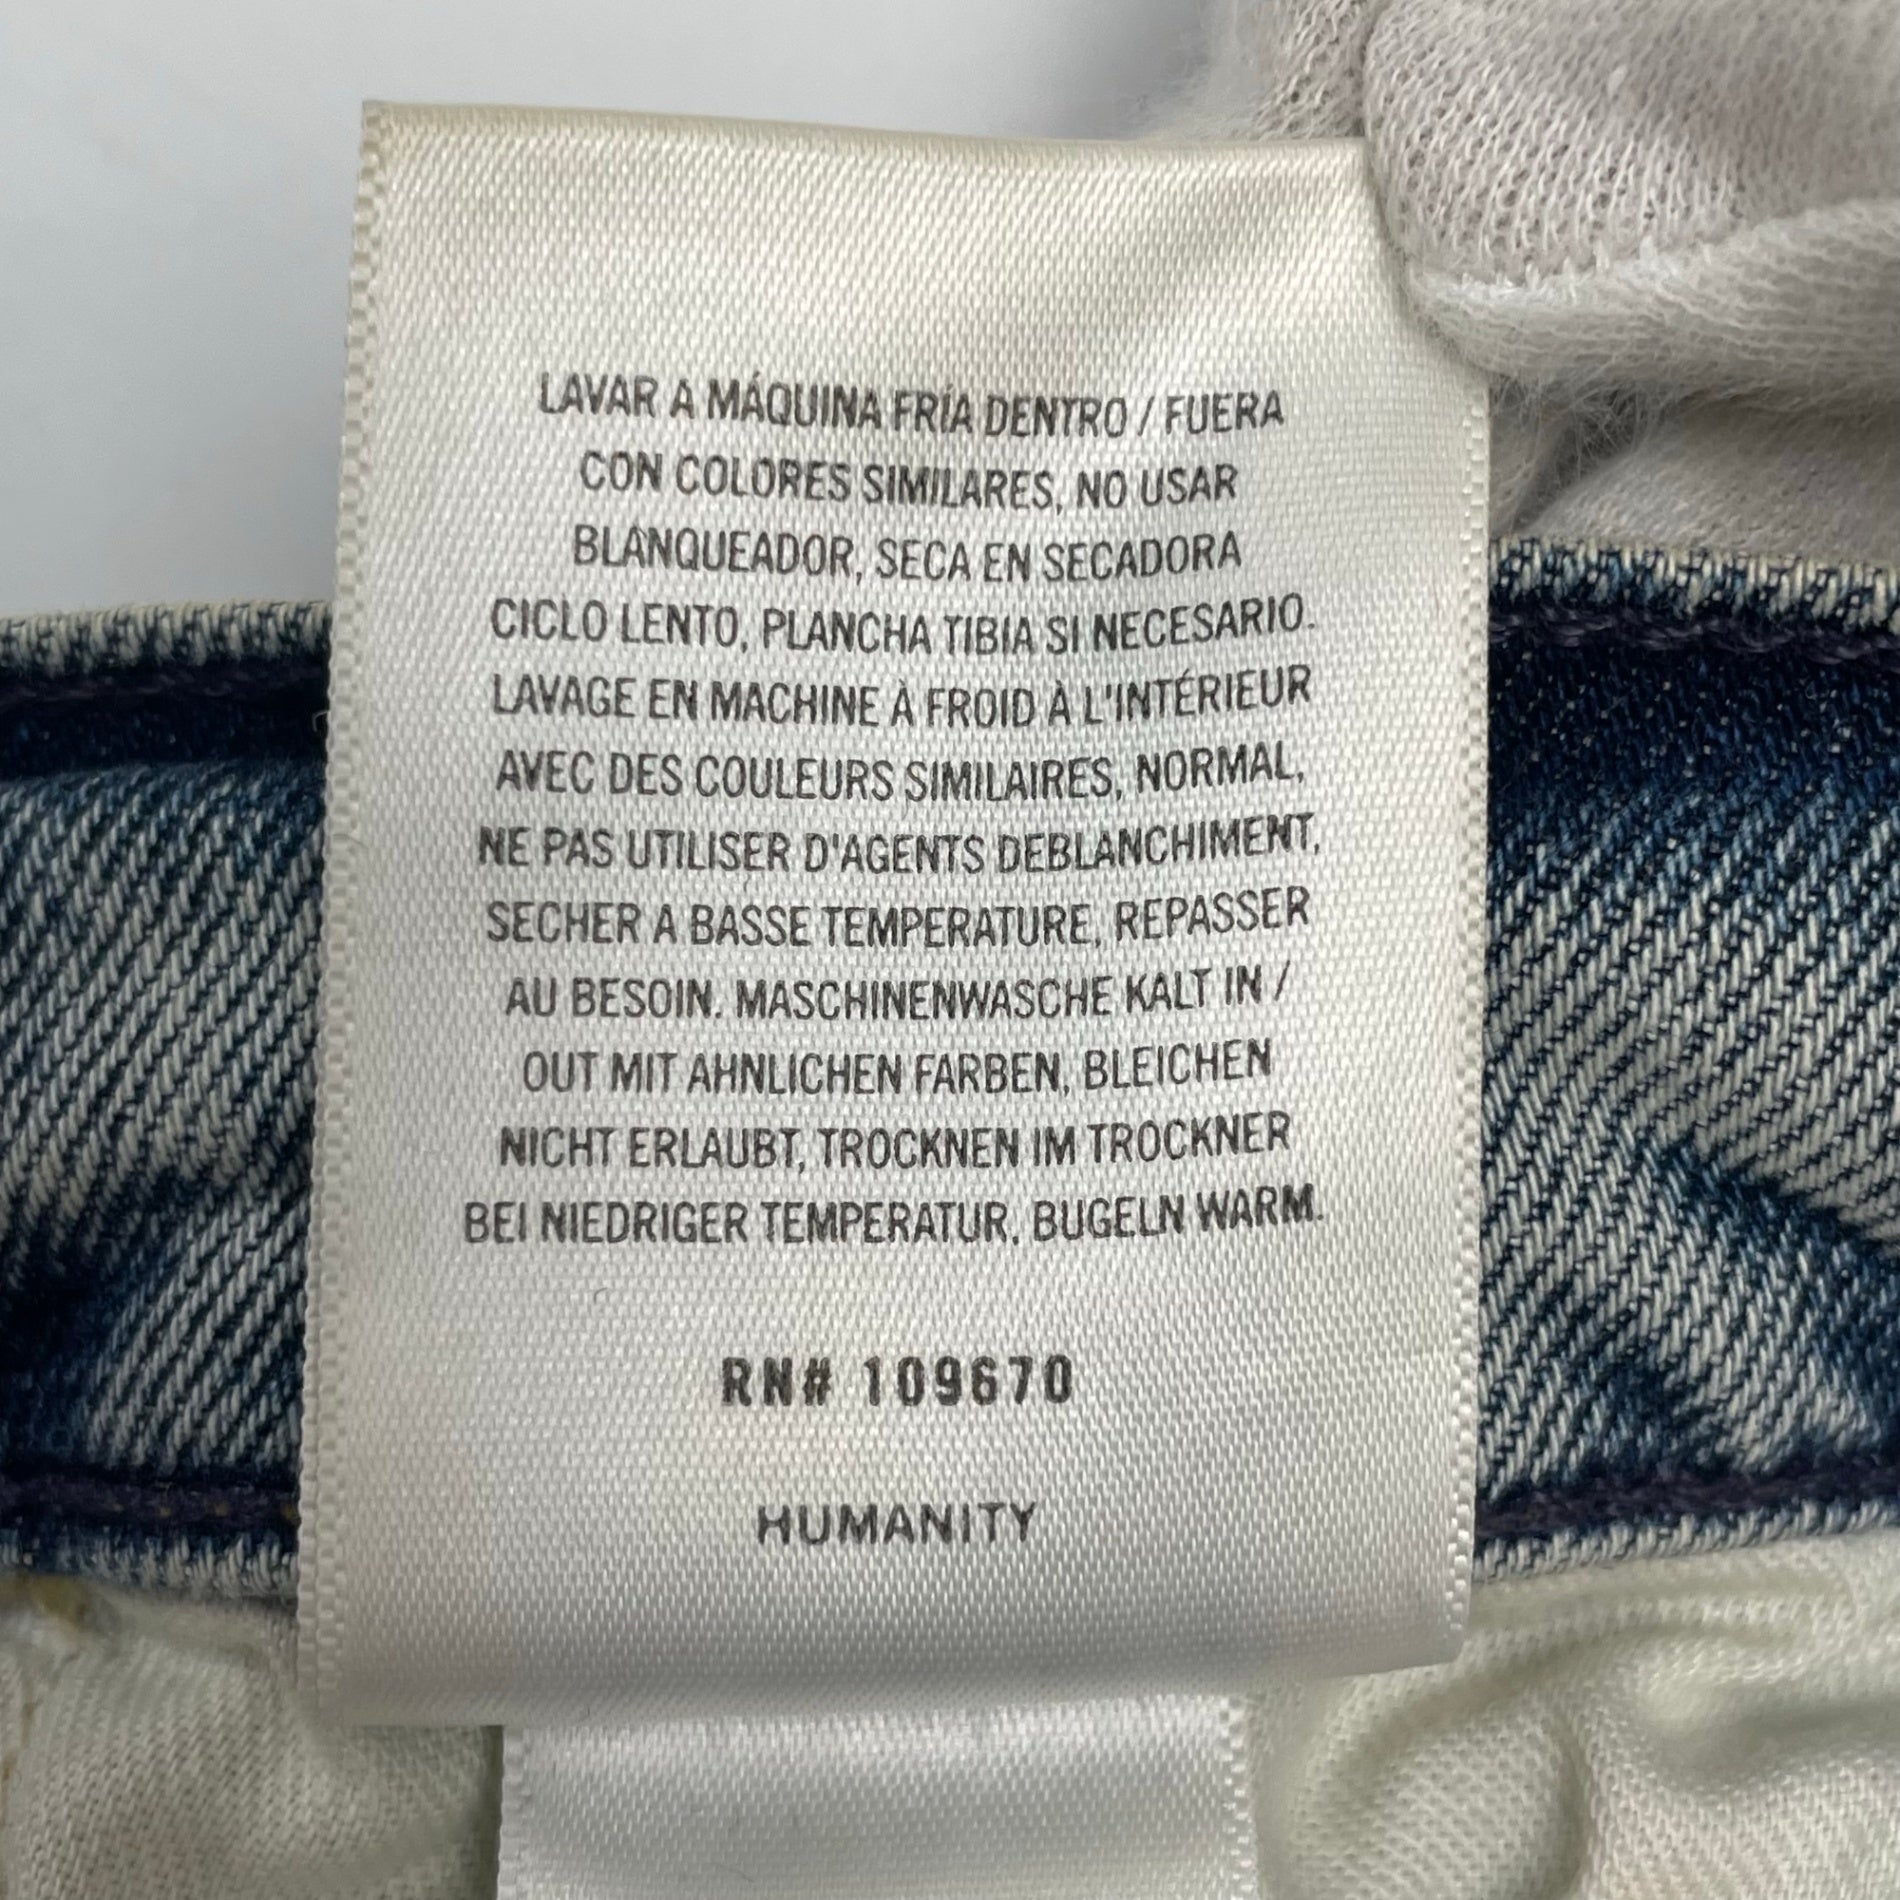 LAVAR A MÁQUINA FRÍA DENTRO / FUERA
CON COLORES SIMILARES, NO USAR
BLANQUEADOR, SECA EN SECADORA
CICLO LENTO, PLANCHA TIBIA SI NECESARIO.
LAVAGE EN MACHINE À FROID À L'INTÉRIEUR
AVEC DES COULEURS SIMILAIRES, NORMAL,
NE PAS UTILISER D'AGENTS DEBLANCHIMENT,
SECHER A BASSE TEMPERATURE, REPASSER
AU BESOIN. MASCHINENWASCHE KALT IN /
OUT MIT AHNLICHEN FARBEN, BLEICHEN
NICHT ERLAUBT, TROCKNEN IM TROCKNER
BEI NIEDRIGER TEMPERATUR, BUGELN WARM.
RN# 109670
HUMANITY